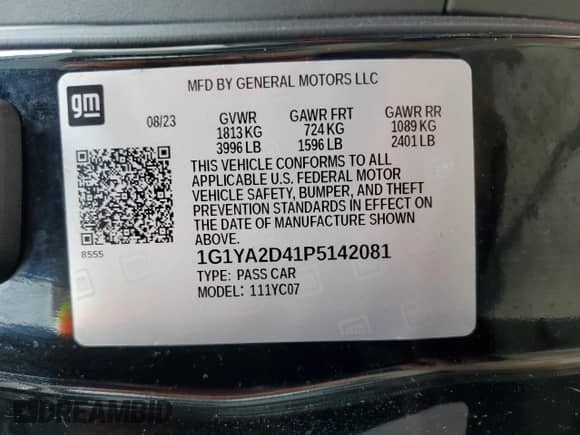 MFD BY GENERAL MOTORS LLC
gm
08/23 GVWR GAWR FRT GAWR RR
1813 KG 724 KG 1089 KG
3996 LB 1596 LB 2401 LB
THIS VEHICLE CONFORMS TO ALL
APPLICABLE U.S. FEDERAL MOTOR
VEHICLE SAFETY, BUMPER, AND THEFT
PREVENTION STANDARDS IN EFFECT ON
THE DATE OF MANUFACTURE SHOWN
ABOVE.
8555
1G1YA2D41P5142081
TYPE: PASS CAR
MODEL: 111YC07
DREAMBID